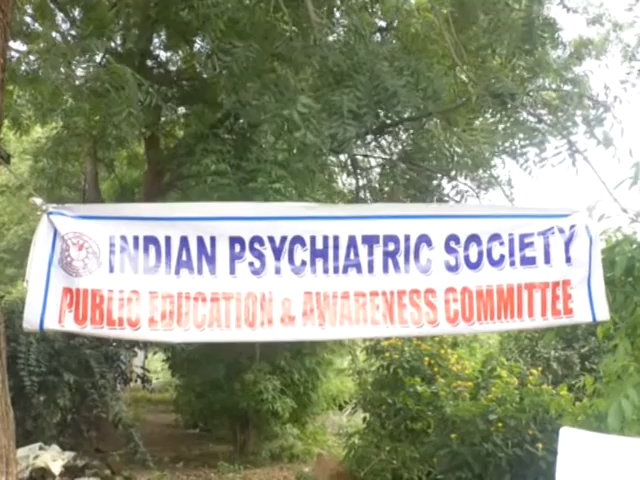 INDIAN PSYCHIATRIC SOCIETY
PUBLIC EDUCATION & AWARENESS COMMITTEE